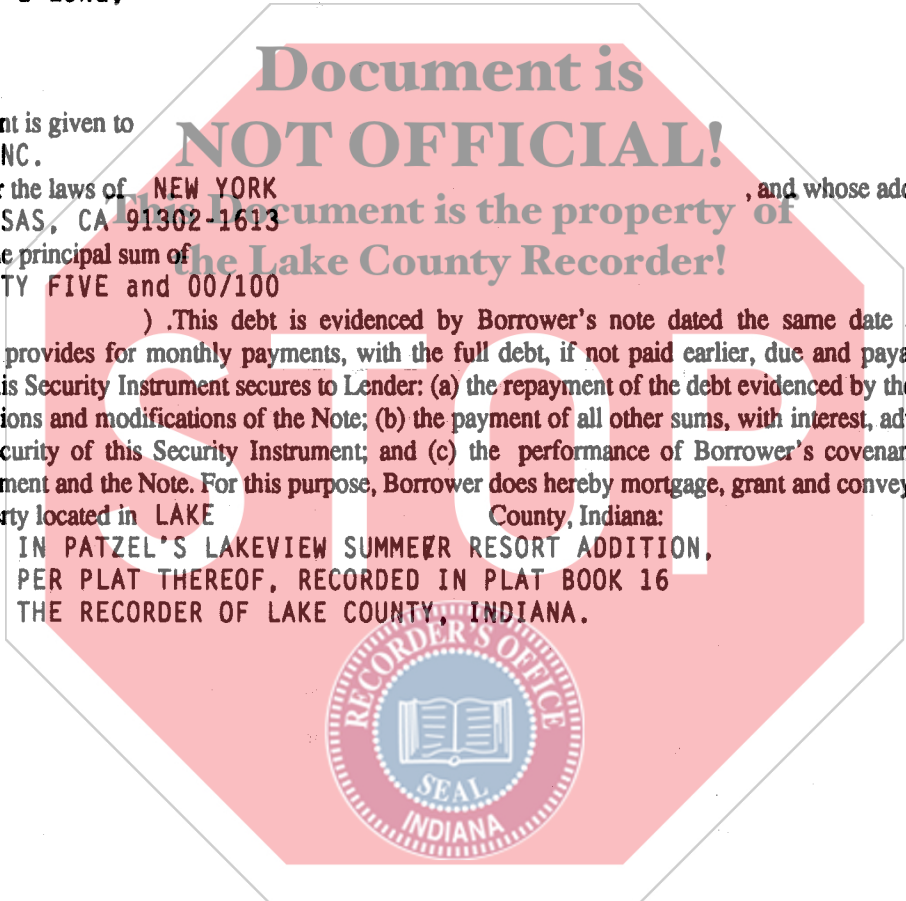 Document is
nt is given to
NOT OFFICIAL!
NC.
the laws of NEW YORK , and whose add
This Document is the property of
SAS, CA 91302-1613
e principal sum of
the Lake County Recorder!
TY FIVE and 00/100
) .This debt is evidenced by Borrower's note dated the same date
provides for monthly payments, with the full debt, if not paid earlier, due and paya
is Security Instrument secures to Lender: (a) the repayment of the debt evidenced by the
ions and modifications of the Note; (b) the payment of all other sums, with interest, ad
curity of this Security Instrument; and (c) the performance of Borrower's covenan
ment and the Note. For this purpose, Borrower does hereby mortgage, grant and convey
rty located in LAKE County, Indiana:
STOP
IN PATZEL'S LAKEVIEW SUMMER RESORT ADDITION,
PER PLAT THEREOF, RECORDED IN PLAT BOOK 16
THE RECORDER OF LAKE COUNTY, INDIANA.
RECORDER'S OFFICE
SEAL
INDIANA